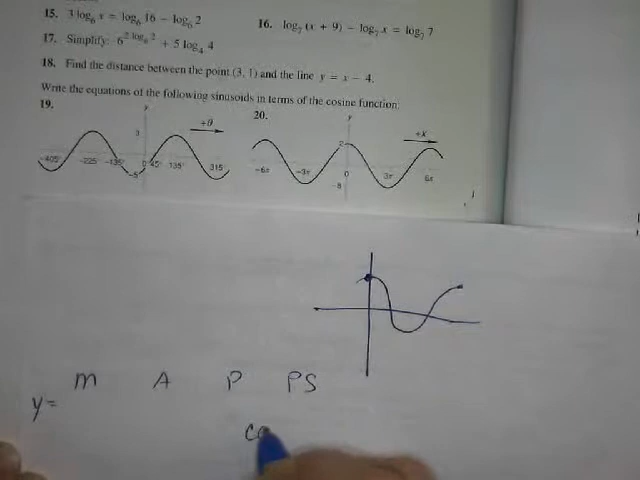 15. 3 log₆ x = log₆ 16 − log₆ 2
16. log₇ (x + 9) − log₇ x = log₇ 7
17. Simplify: 6^(2 log₆ 2) + 5 log₄ 4
18. Find the distance between the point (3, 1) and the line y = x − 4.
Write the equations of the following sinusoids in terms of the cosine function:
19.
20.
y
+θ
3
-405 -225 -135 0 45 135 315
-5
y
+x
2
-6π -3π 0 3π 6π
-8
M A P PS
y=
co